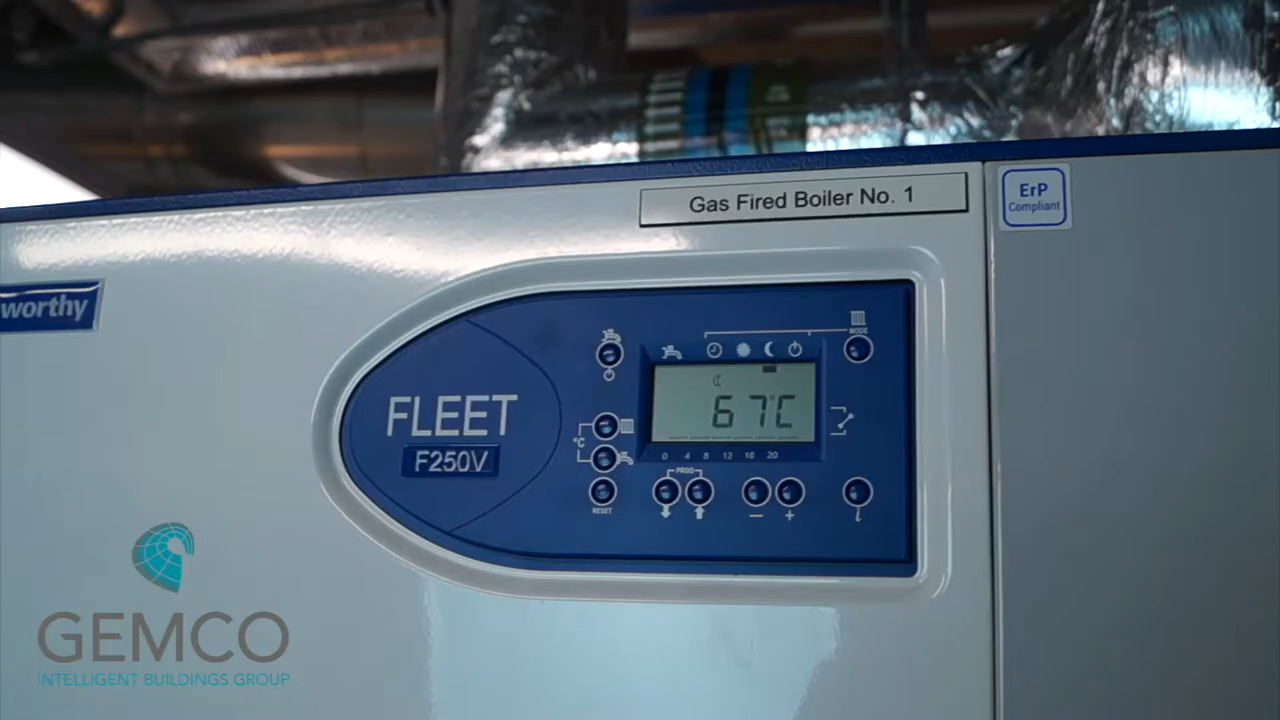 Gas Fired Boiler No. 1
ErP
Compliant
worthy
MODE
FLEET
F250V
°C
67°C
0 4 8 12 16 20
PROG
RESET
− +
i
GEMCO
INTELLIGENT BUILDINGS GROUP